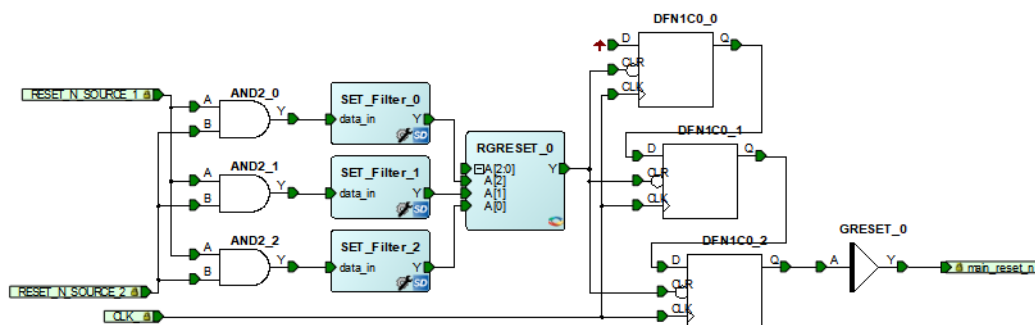 DFN1C0_0
D
Q
CLR
CLK
RESET_N_SOURCE_1
AND2_0
A
B
Y
SET_Filter_0
data_in
Y
SD
DFN1C0_1
D
Q
CLR
CLK
AND2_1
A
B
Y
SET_Filter_1
data_in
Y
SD
RGRESET_0
A[2:0]
A[2]
A[1]
A[0]
Y
AND2_2
A
B
Y
SET_Filter_2
data_in
Y
SD
DFN1C0_2
D
Q
CLR
CLK
GRESET_0
A
Y
main_reset_n
RESET_N_SOURCE_2
CLK